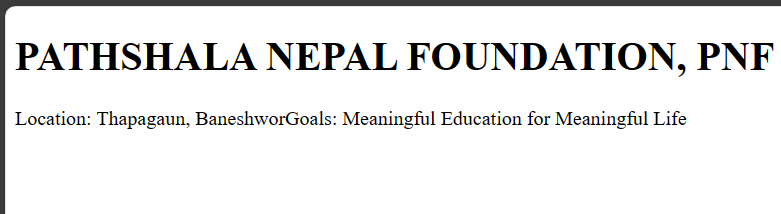 PATHSHALA NEPAL FOUNDATION, PNF
Location: Thapagaun, BaneshworGoals: Meaningful Education for Meaningful Life